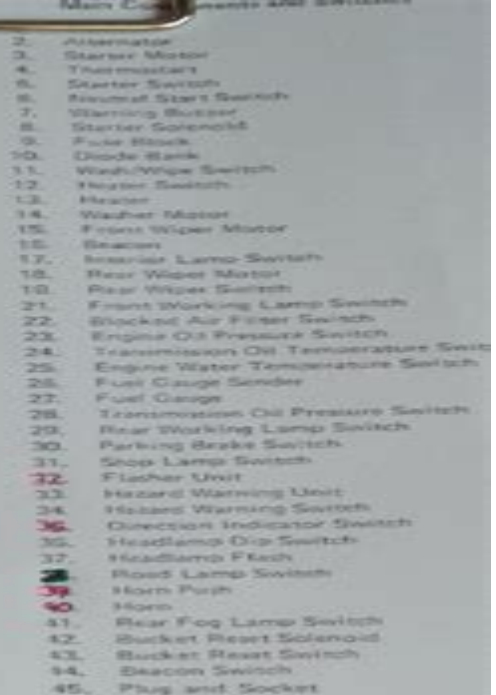 Main Components and Switches
2. Alternator
3. Starter Motor
4. Thermostart
5. Starter Switch
6. Neutral Start Switch
7. Warning Buzzer
8. Starter Solenoid
9. Fuse Block
10. Diode Bank
11. Wash/Wipe Switch
12. Heater Switch
13. Heater
14. Washer Motor
15. Front Wiper Motor
16. Beacon
17. Interior Lamp Switch
18. Rear Wiper Motor
19. Rear Wiper Switch
21. Front Working Lamp Switch
22. Blocked Air Filter Switch
23. Engine Oil Pressure Switch
24. Transmission Oil Temperature Switc
25. Engine Water Temperature Switch
26. Fuel Gauge Sender
27. Fuel Gauge
28. Transmission Oil Pressure Switch
29. Rear Working Lamp Switch
30. Parking Brake Switch
31. Stop Lamp Switch
32. Flasher Unit
33. Hazard Warning Unit
34. Hazard Warning Switch
Direction Indicator Switch
Headlamp Dip Switch
37. Headlamp Flash
Road Lamp Switch
39. Horn Push
40. Horn
41. Rear Fog Lamp Switch
42. Bucket Reset Solenoid
43. Bucket Reset Switch
44. Beacon Switch
45. Plug and Socket